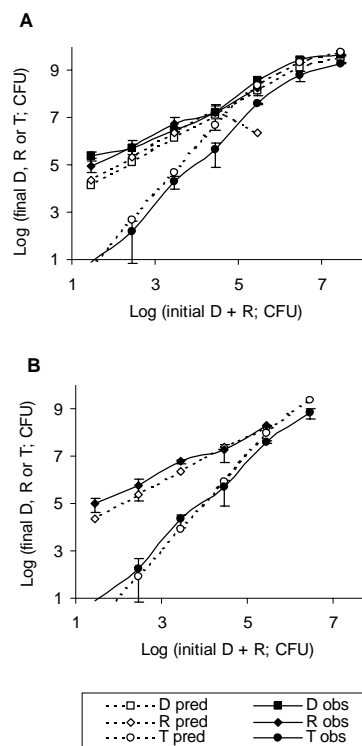 A
Log (final D, R or T; CFU)
9
7
5
3
1
1 3 5 7
Log (initial D + R; CFU)
B
Log (final D, R or T; CFU)
9
7
5
3
1
1 3 5 7
Log (initial D + R; CFU)
D pred D obs
R pred R obs
T pred T obs